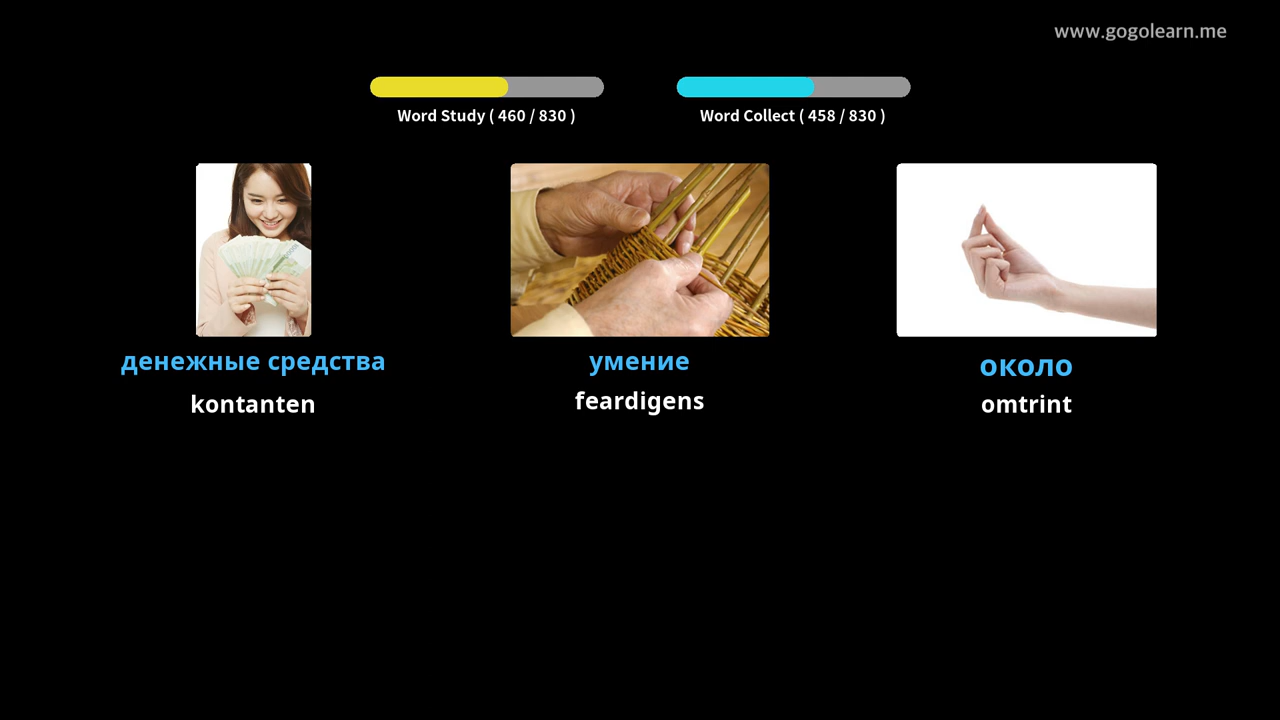 www.gogolearn.me
Word Study ( 460 / 830 )
Word Collect ( 458 / 830 )
денежные средства
kontanten
умение
feardigens
около
omtrint